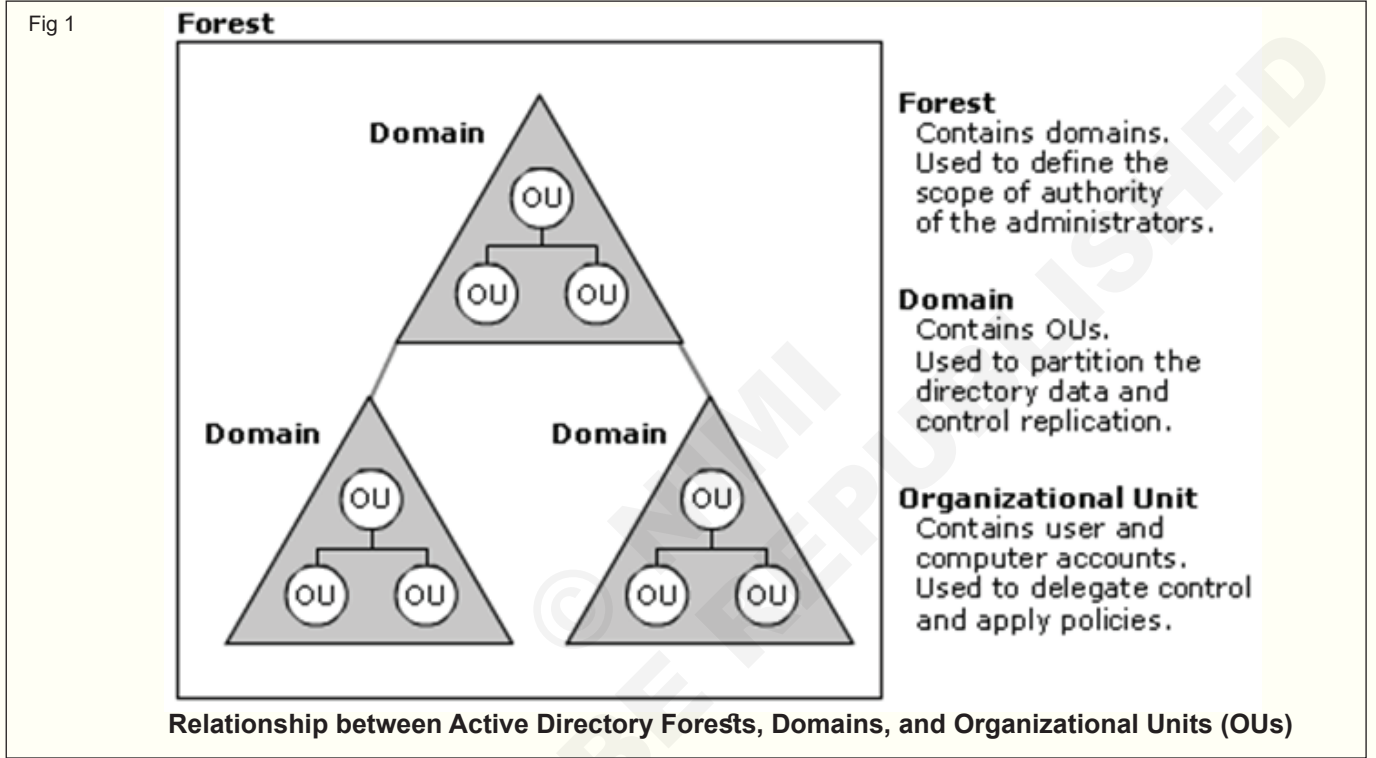 Fig 1
Forest
Domain
OU
OU OU
Domain
OU
OU OU
Domain
OU
OU OU
Forest
Contains domains.
Used to define the
scope of authority
of the administrators.
Domain
Contains OUs.
Used to partition the
directory data and
control replication.
Organizational Unit
Contains user and
computer accounts.
Used to delegate control
and apply policies.
Relationship between Active Directory Forests, Domains, and Organizational Units (OUs)
© NIMI
BE REPUBLISHED